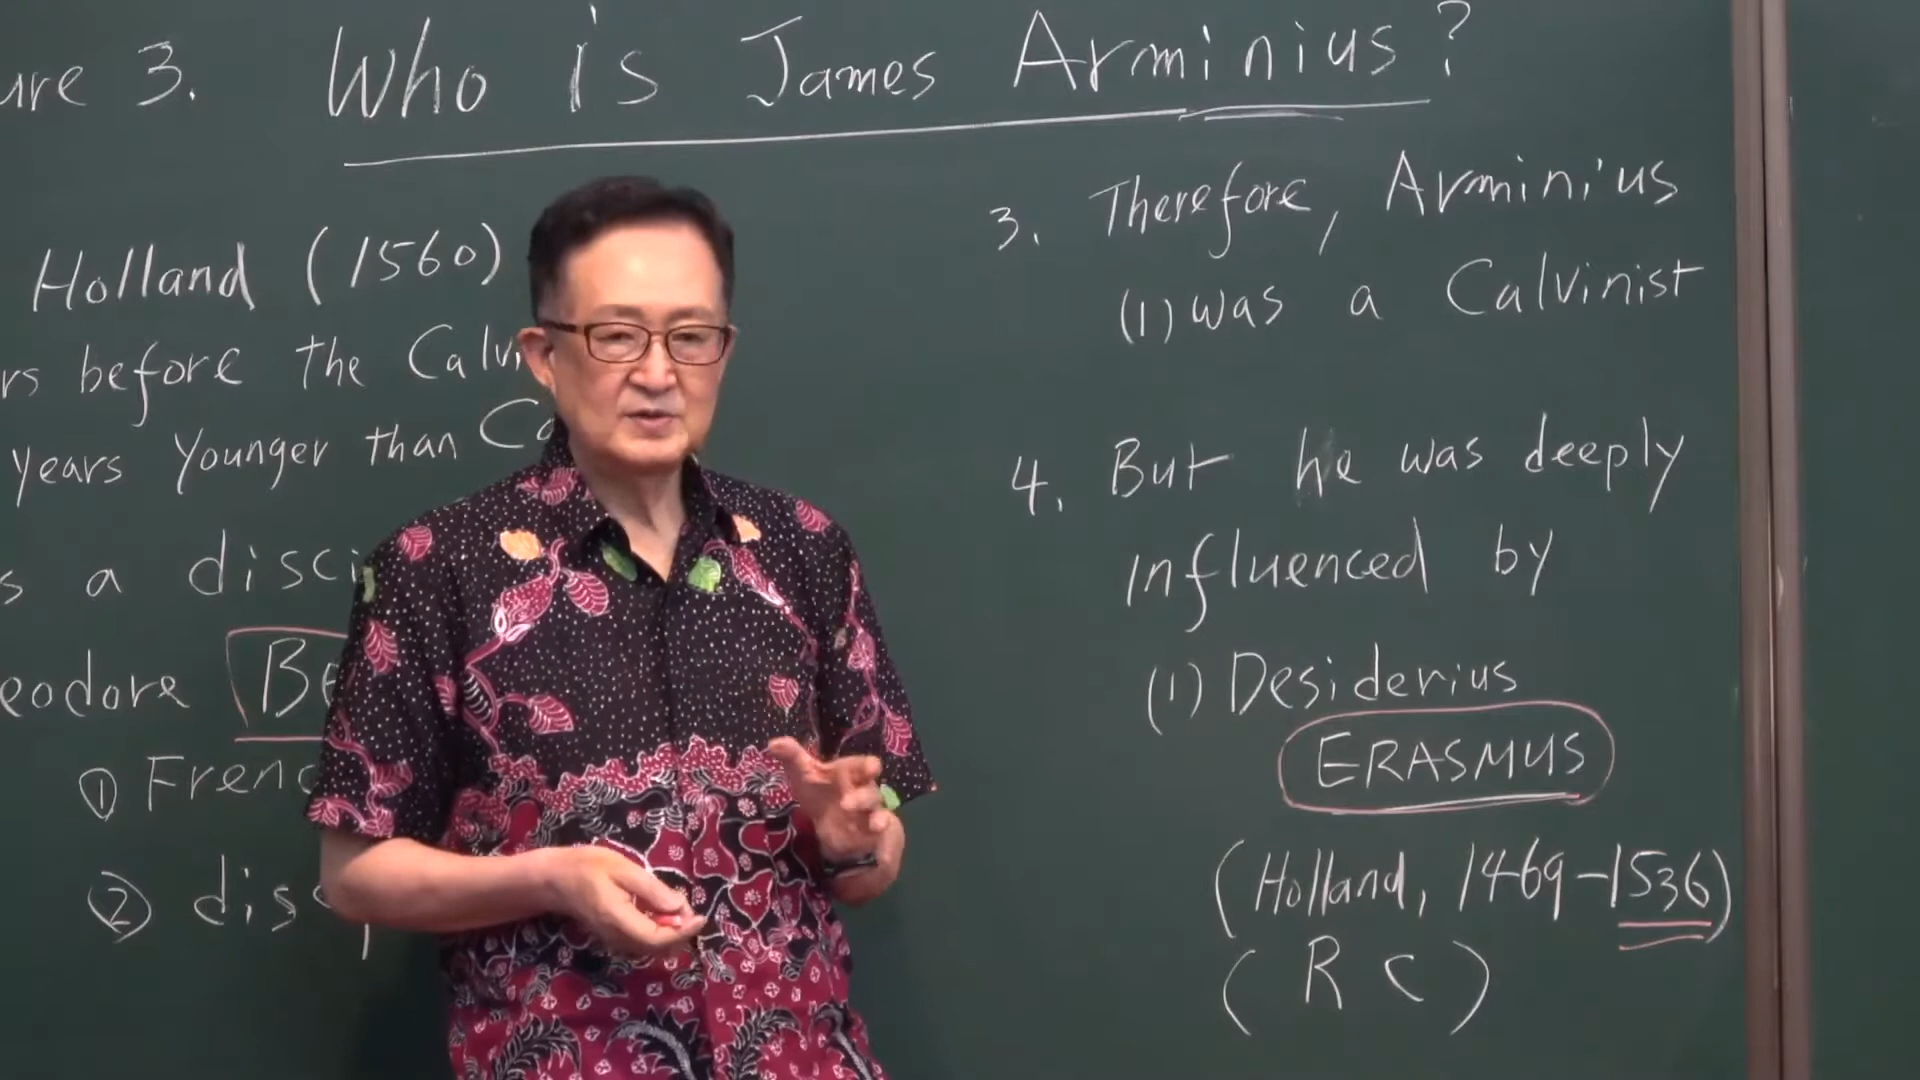 ure 3. Who is James Arminius?
Holland (1560)
rs before the Calvi
years younger than Ca
s a disci
eodore Be
① Frenc
② disc
3. Therefore, Arminius
(1) was a Calvinist
4. But he was deeply
influenced by
(1) Desiderius
ERASMUS
(Holland, 1469-1536)
(RC)